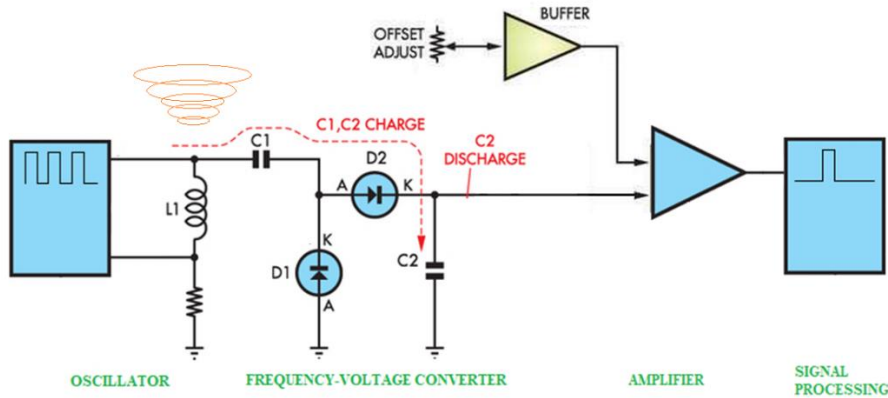 BUFFER
OFFSET
ADJUST
C1,C2 CHARGE
C1
C2
DISCHARGE
D2
A
K
L1
K
D1
A
C2
OSCILLATOR
FREQUENCY-VOLTAGE CONVERTER
AMPLIFIER
SIGNAL
PROCESSING